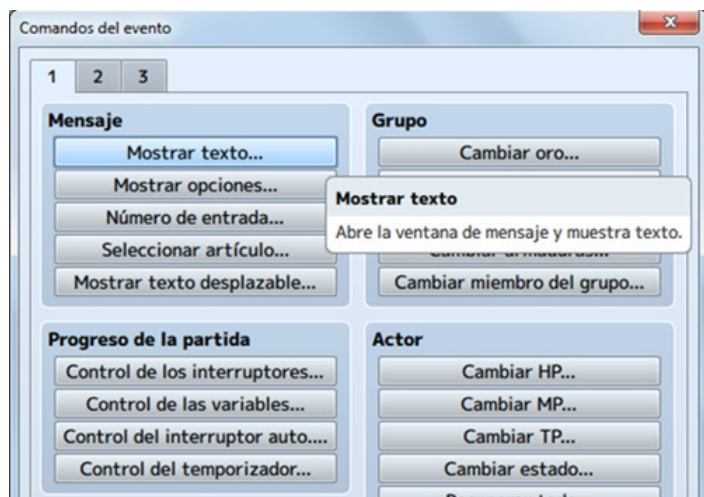 Comandos del evento
1 2 3
Mensaje
Mostrar texto...
Mostrar opciones...
Número de entrada...
Seleccionar artículo...
Mostrar texto desplazable...
Grupo
Cambiar oro...
Mostrar texto
Abre la ventana de mensaje y muestra texto.
Cambiar armaduras...
Cambiar miembro del grupo...
Progreso de la partida
Control de los interruptores...
Control de las variables...
Control del interruptor auto....
Control del temporizador...
Actor
Cambiar HP...
Cambiar MP...
Cambiar TP...
Cambiar estado...